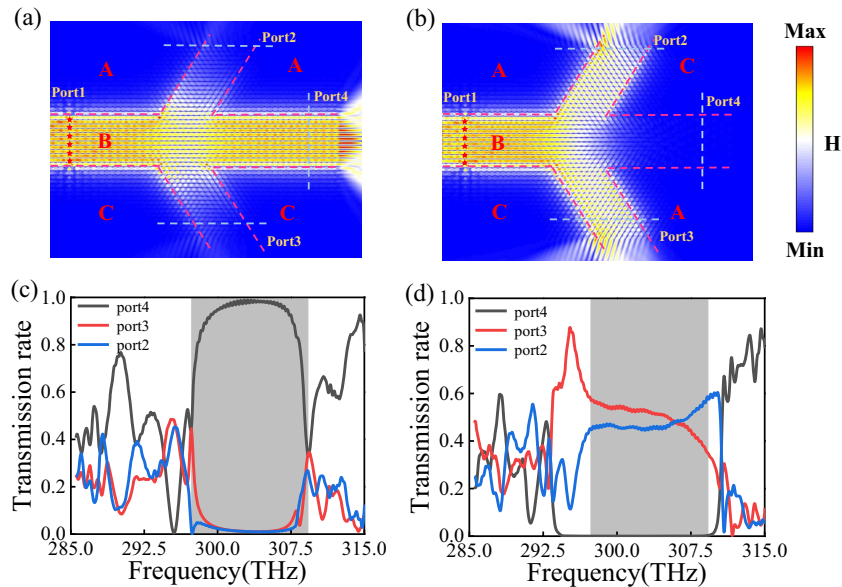 (a)
Port2
A
A
Port1
Port4
B
C
C
Port3
(b)
Port2
C
Port1
Port4
B
A
Port3
Max
H
Min
(c)
Transmission rate
1.0
0.8
0.6
0.4
0.2
0.0
port4
port3
port2
285.0 292.5 300.0 307.5 315.0
Frequency(THz)
(d)
Transmission rate
1.0
0.8
0.6
0.4
0.2
0.0
port4
port3
port2
285.0 292.5 300.0 307.5 315.0
Frequency(THz)